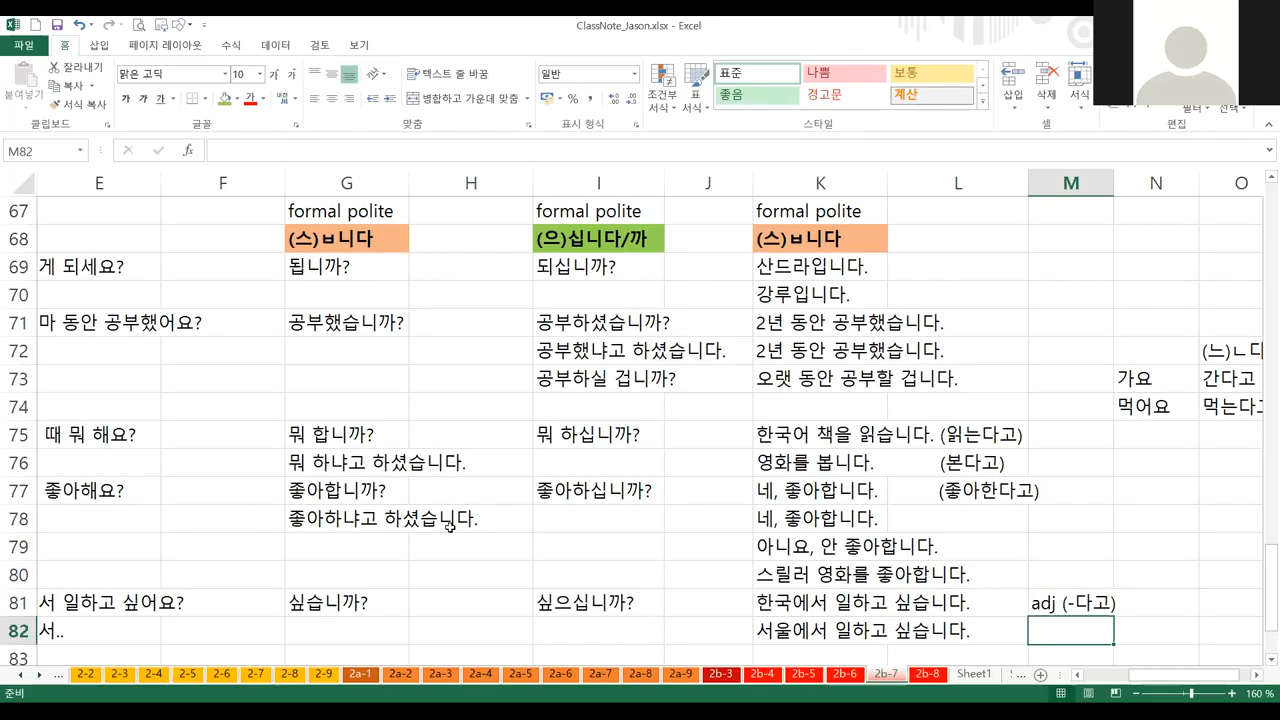 ClassNote_Jason.xlsx - Excel
파일 홈 삽입 페이지 레이아웃 수식 데이터 검토 보기
붙여넣기 잘라내기 복사 서식 복사 클립보드
맑은 고딕 10 가 가 가 가 가 가 글꼴
텍스트 줄 바꿈 병합하고 가운데 맞춤 맞춤
일반 % 표시 형식
조건부 서식 표 서식 표준 나쁨 보통 좋음 경고문 계산 스타일
삽입 삭제 서식 셀
편집
M82 fx
E F G H I J K L M N O
67 formal polite formal polite formal polite
68 (스)ㅂ니다 (으)십니다/까 (스)ㅂ니다
69 게 되세요? 됩니까? 되십니까? 산드라입니다.
70 강루입니다.
71 마 동안 공부했어요? 공부했습니까? 공부하셨습니까? 2년 동안 공부했습니다.
72 공부했냐고 하셨습니다. 2년 동안 공부했습니다. (느)ㄴ다
73 공부하실 겁니까? 오랫 동안 공부할 겁니다. 가요 간다고
74 먹어요 먹는다고
75 때 뭐 해요? 뭐 합니까? 뭐 하십니까? 한국어 책을 읽습니다. (읽는다고)
76 뭐 하냐고 하셨습니다. 영화를 봅니다. (본다고)
77 좋아해요? 좋아합니까? 좋아하십니까? 네, 좋아합니다. (좋아한다고)
78 좋아하냐고 하셨습니다. 네, 좋아합니다.
79 아니요, 안 좋아합니다.
80 스릴러 영화를 좋아합니다.
81 서 일하고 싶어요? 싶습니까? 싶으십니까? 한국에서 일하고 싶습니다. adj (-다고)
82 서.. 서울에서 일하고 싶습니다.
83
... 2-2 2-3 2-4 2-5 2-6 2-7 2-8 2-9 2a-1 2a-2 2a-3 2a-4 2a-5 2a-6 2a-7 2a-8 2a-9 2b-3 2b-4 2b-5 2b-6 2b-7 2b-8 Sheet1 ...
준비 160 %